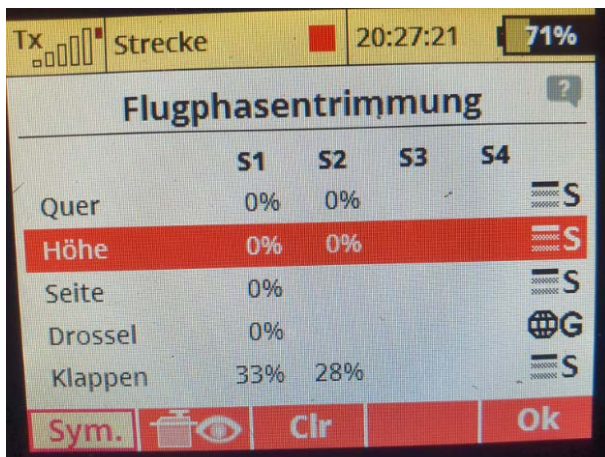 Tx Strecke 20:27:21 71%
Flugphasentrimmung ?
S1 S2 S3 S4
Quer 0% 0% S
Höhe 0% 0% S
Seite 0% S
Drossel 0% G
Klappen 33% 28% S
Sym. Clr Ok